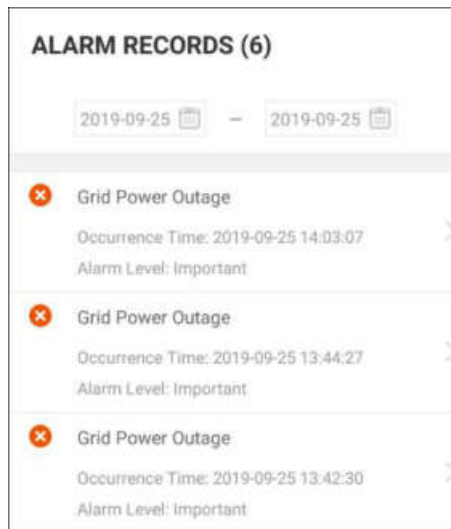 ALARM RECORDS (6)
2019-09-25 – 2019-09-25
Grid Power Outage
Occurrence Time: 2019-09-25 14:03:07
Alarm Level: Important
Grid Power Outage
Occurrence Time: 2019-09-25 13:44:27
Alarm Level: Important
Grid Power Outage
Occurrence Time: 2019-09-25 13:42:30
Alarm Level: Important